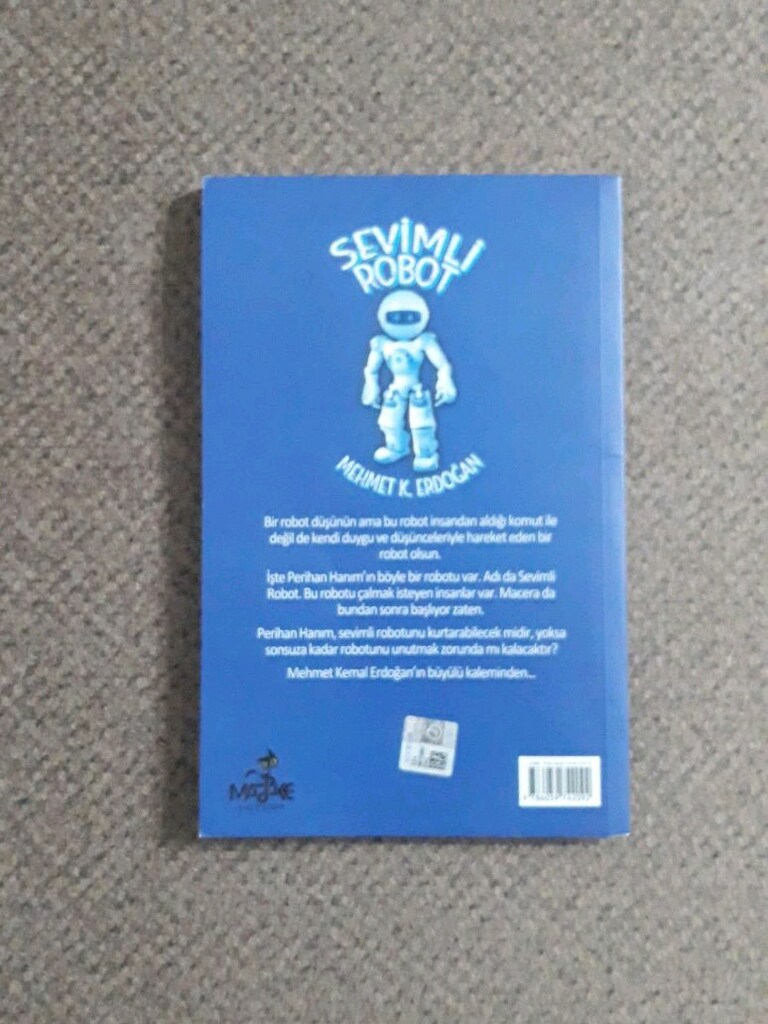 SEVİMLİ
ROBOT
MEHMET K. ERDOĞAN
Bir robot düşünün ama bu robot insandan aldığı komut ile
değil de kendi duygu ve düşünceleriyle hareket eden bir
robot olsun.
İşte Perihan Hanım'ın böyle bir robotu var. Adı da Sevimli
Robot. Bu robotu çalmak isteyen insanlar var. Macera da
bundan sonra başlıyor zaten.
Perihan Hanım, sevimli robotunu kurtarabilecek midir, yoksa
sonsuza kadar robotunu unutmak zorunda mı kalacaktır?
Mehmet Kemal Erdoğan'ın büyülü kaleminden...